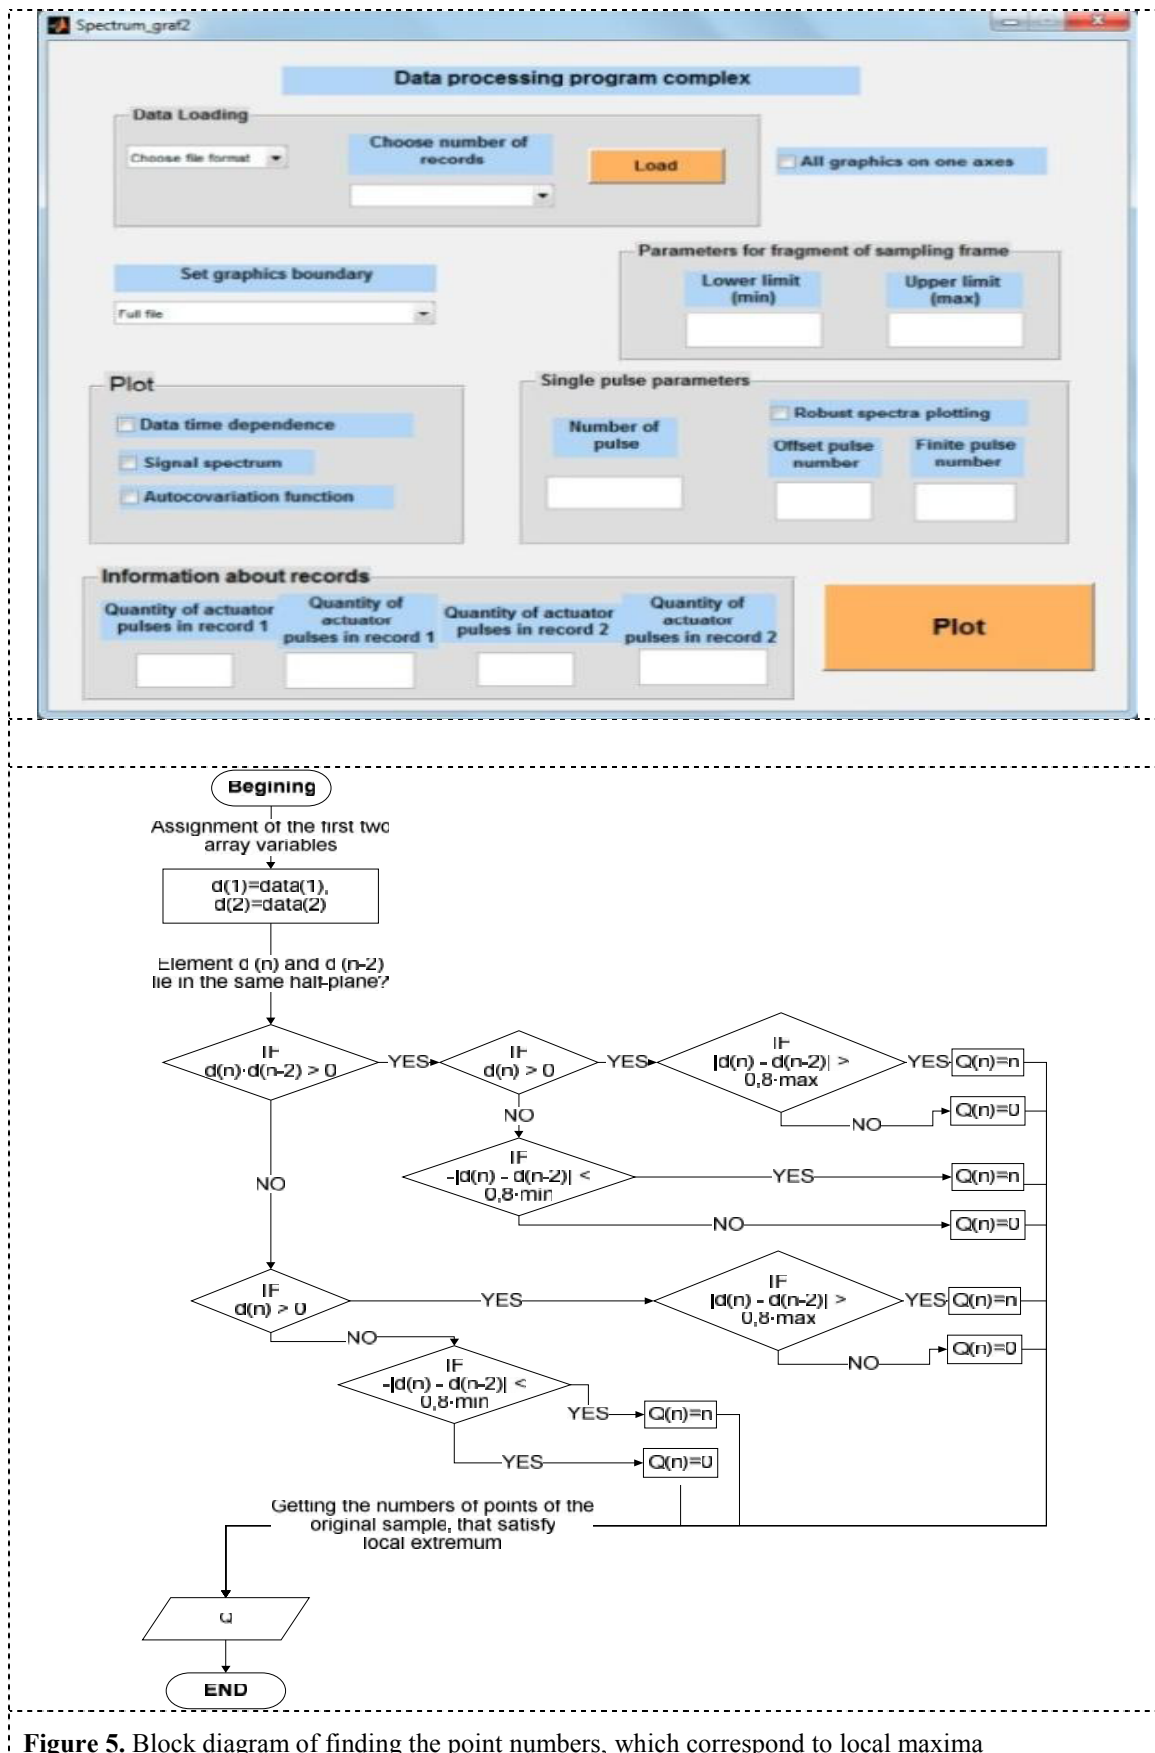 Spectrum_graf2
Data processing program complex
Data Loading
Choose file format
Choose number of
records
Load
All graphics on one axes
Set graphics boundary
Full file
Parameters for fragment of sampling frame
Lower limit
(min)
Upper limit
(max)
Plot
Data time dependence
Signal spectrum
Autocovariation function
Single pulse parameters
Number of
pulse
Robust spectra plotting
Offset pulse
number
Finite pulse
number
Information about records
Quantity of actuator
pulses in record 1
Quantity of
actuator
pulses in record 1
Quantity of actuator
pulses in record 2
Quantity of
actuator
pulses in record 2
Plot
Begining
Assignment of the first two
array variables
d(1)=data(1),
d(2)=data(2)
Element d (n) and d (n-2)
lie in the same half-plane?
IF
d(n)·d(n-2) > 0
YES
IF
d(n) > 0
YES
IF
|d(n) - d(n-2)| >
0,8·max
YES
Q(n)=n
NO
Q(n)=0
NO
IF
-|d(n) - d(n-2)| <
0,8·min
YES
Q(n)=n
NO
Q(n)=0
NO
IF
d(n) > 0
YES
IF
|d(n) - d(n-2)| >
0,8·max
YES
Q(n)=n
NO
Q(n)=0
NO
IF
-|d(n) - d(n-2)| <
0,8·min
YES
Q(n)=n
YES
Q(n)=0
Getting the numbers of points of the
original sample, that satisfy
local extremum
Q
END
Figure 5. Block diagram of finding the point numbers, which correspond to local maxima